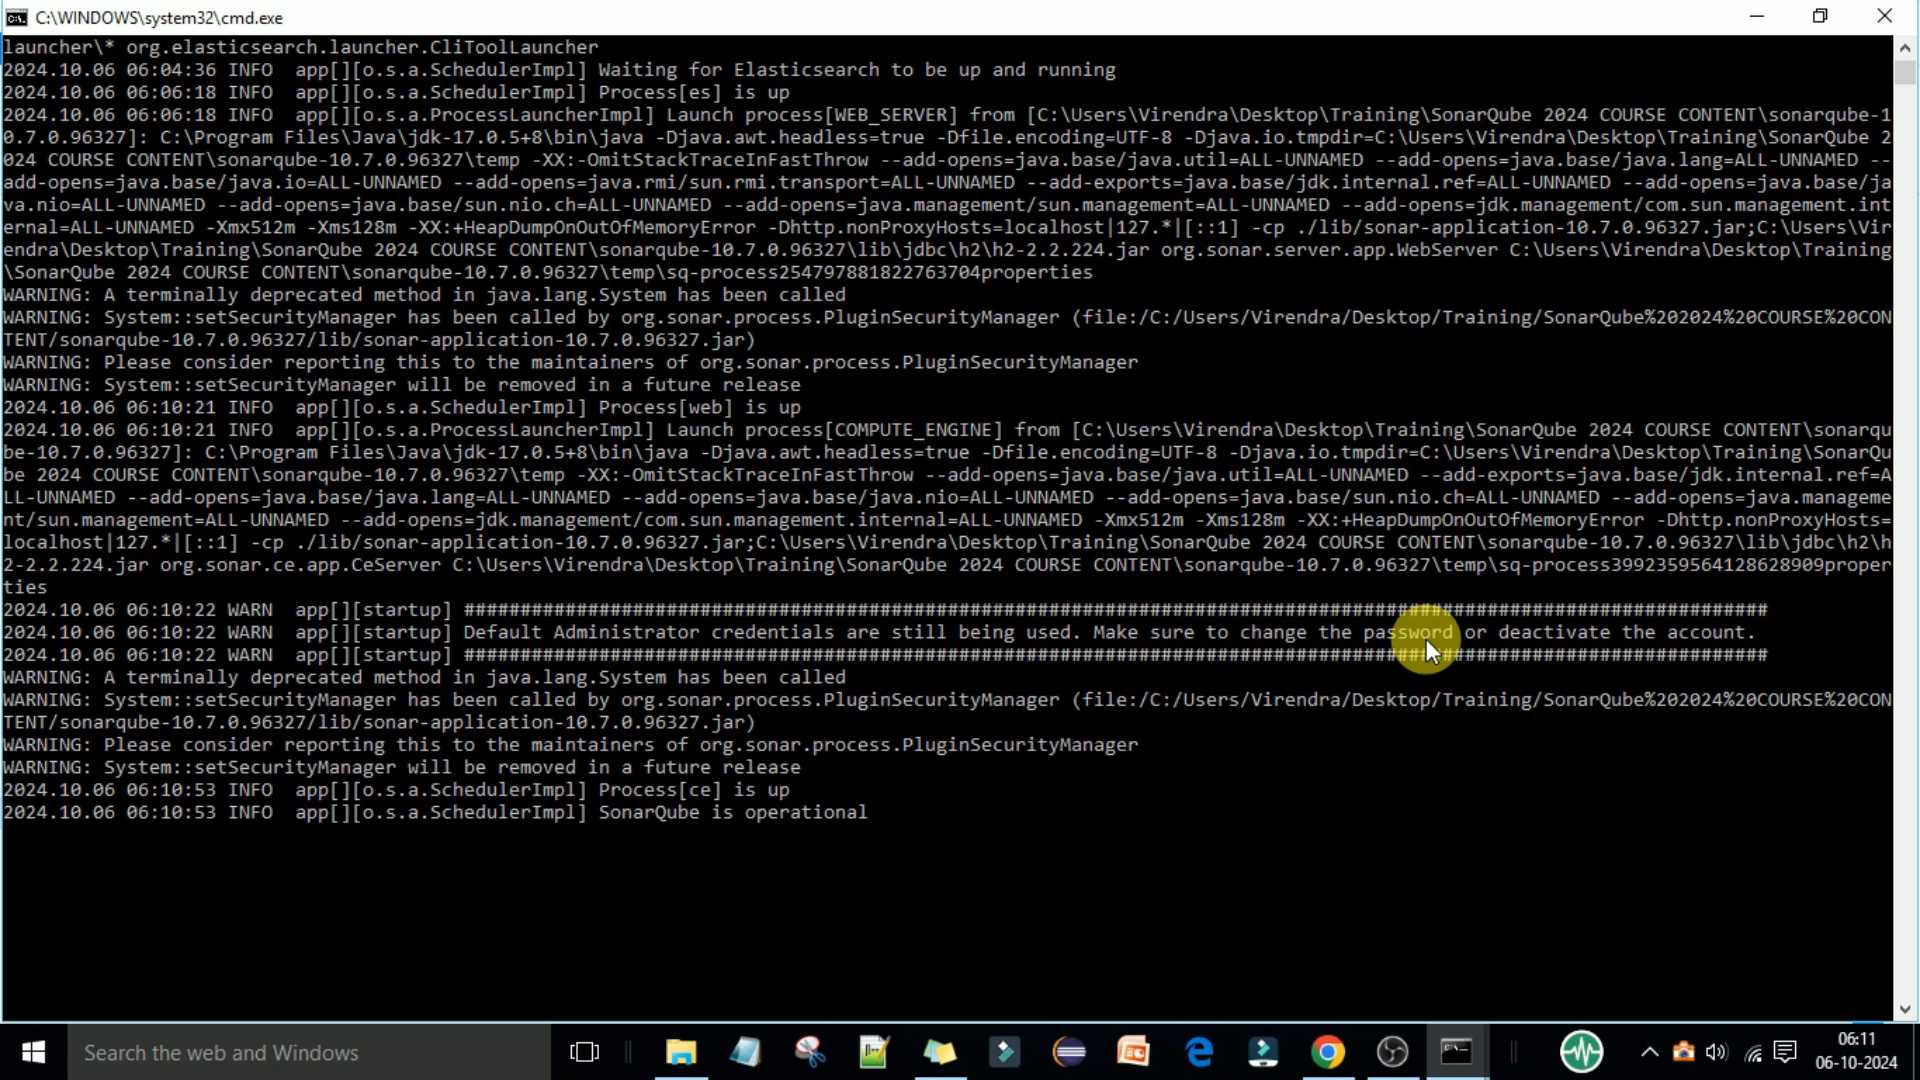 C:\WINDOWS\system32\cmd.exe
launcher\* org.elasticsearch.launcher.CliToolLauncher
2024.10.06 06:04:36 INFO  app[][o.s.a.SchedulerImpl] Waiting for Elasticsearch to be up and running
2024.10.06 06:06:18 INFO  app[][o.s.a.SchedulerImpl] Process[es] is up
2024.10.06 06:06:18 INFO  app[][o.s.a.ProcessLauncherImpl] Launch process[WEB_SERVER] from [C:\Users\Virendra\Desktop\Training\SonarQube 2024 COURSE CONTENT\sonarqube-1
0.7.0.96327]: C:\Program Files\Java\jdk-17.0.5+8\bin\java -Djava.awt.headless=true -Dfile.encoding=UTF-8 -Djava.io.tmpdir=C:\Users\Virendra\Desktop\Training\SonarQube 2
024 COURSE CONTENT\sonarqube-10.7.0.96327\temp -XX:-OmitStackTraceInFastThrow --add-opens=java.base/java.util=ALL-UNNAMED --add-opens=java.base/java.lang=ALL-UNNAMED --
add-opens=java.base/java.io=ALL-UNNAMED --add-opens=java.rmi/sun.rmi.transport=ALL-UNNAMED --add-exports=java.base/jdk.internal.ref=ALL-UNNAMED --add-opens=java.base/ja
va.nio=ALL-UNNAMED --add-opens=java.base/sun.nio.ch=ALL-UNNAMED --add-opens=java.management/sun.management=ALL-UNNAMED --add-opens=jdk.management/com.sun.management.int
ernal=ALL-UNNAMED -Xmx512m -Xms128m -XX:+HeapDumpOnOutOfMemoryError -Dhttp.nonProxyHosts=localhost|127.*|[::1] -cp ./lib/sonar-application-10.7.0.96327.jar;C:\Users\Vir
endra\Desktop\Training\SonarQube 2024 COURSE CONTENT\sonarqube-10.7.0.96327\lib\jdbc\h2\h2-2.2.224.jar org.sonar.server.app.WebServer C:\Users\Virendra\Desktop\Training
\SonarQube 2024 COURSE CONTENT\sonarqube-10.7.0.96327\temp\sq-process254797881822763704properties
WARNING: A terminally deprecated method in java.lang.System has been called
WARNING: System::setSecurityManager has been called by org.sonar.process.PluginSecurityManager (file:/C:/Users/Virendra/Desktop/Training/SonarQube%202024%20COURSE%20CON
TENT/sonarqube-10.7.0.96327/lib/sonar-application-10.7.0.96327.jar)
WARNING: Please consider reporting this to the maintainers of org.sonar.process.PluginSecurityManager
WARNING: System::setSecurityManager will be removed in a future release
2024.10.06 06:10:21 INFO  app[][o.s.a.SchedulerImpl] Process[web] is up
2024.10.06 06:10:21 INFO  app[][o.s.a.ProcessLauncherImpl] Launch process[COMPUTE_ENGINE] from [C:\Users\Virendra\Desktop\Training\SonarQube 2024 COURSE CONTENT\sonarqu
be-10.7.0.96327]: C:\Program Files\Java\jdk-17.0.5+8\bin\java -Djava.awt.headless=true -Dfile.encoding=UTF-8 -Djava.io.tmpdir=C:\Users\Virendra\Desktop\Training\SonarQu
be 2024 COURSE CONTENT\sonarqube-10.7.0.96327\temp -XX:-OmitStackTraceInFastThrow --add-opens=java.base/java.util=ALL-UNNAMED --add-exports=java.base/jdk.internal.ref=A
LL-UNNAMED --add-opens=java.base/java.lang=ALL-UNNAMED --add-opens=java.base/java.nio=ALL-UNNAMED --add-opens=java.base/sun.nio.ch=ALL-UNNAMED --add-opens=java.manageme
nt/sun.management=ALL-UNNAMED --add-opens=jdk.management/com.sun.management.internal=ALL-UNNAMED -Xmx512m -Xms128m -XX:+HeapDumpOnOutOfMemoryError -Dhttp.nonProxyHosts=
localhost|127.*|[::1] -cp ./lib/sonar-application-10.7.0.96327.jar;C:\Users\Virendra\Desktop\Training\SonarQube 2024 COURSE CONTENT\sonarqube-10.7.0.96327\lib\jdbc\h2\h
2-2.2.224.jar org.sonar.ce.app.CeServer C:\Users\Virendra\Desktop\Training\SonarQube 2024 COURSE CONTENT\sonarqube-10.7.0.96327\temp\sq-process3992359564128628909proper
ties
2024.10.06 06:10:22 WARN  app[][startup] ####################################################################################################################
2024.10.06 06:10:22 WARN  app[][startup] Default Administrator credentials are still being used. Make sure to change the password or deactivate the account.
2024.10.06 06:10:22 WARN  app[][startup] ####################################################################################################################
WARNING: A terminally deprecated method in java.lang.System has been called
WARNING: System::setSecurityManager has been called by org.sonar.process.PluginSecurityManager (file:/C:/Users/Virendra/Desktop/Training/SonarQube%202024%20COURSE%20CON
TENT/sonarqube-10.7.0.96327/lib/sonar-application-10.7.0.96327.jar)
WARNING: Please consider reporting this to the maintainers of org.sonar.process.PluginSecurityManager
WARNING: System::setSecurityManager will be removed in a future release
2024.10.06 06:10:53 INFO  app[][o.s.a.SchedulerImpl] Process[ce] is up
2024.10.06 06:10:53 INFO  app[][o.s.a.SchedulerImpl] SonarQube is operational
Search the web and Windows
06:11
06-10-2024